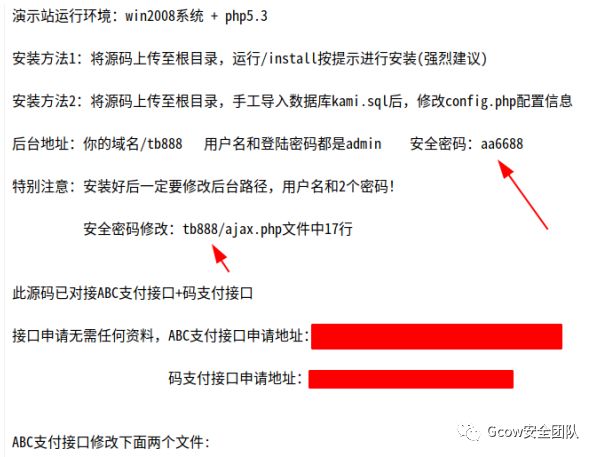 演示站运行环境：win2008系统 + php5.3
安装方法1：将源码上传至根目录，运行/install按提示进行安装(强烈建议)
安装方法2：将源码上传至根目录，手工导入数据库kami.sql后，修改config.php配置信息
后台地址：你的域名/tb888 用户名和登陆密码都是admin 安全密码：aa6688
特别注意：安装好后一定要修改后台路径，用户名和2个密码！
安全密码修改：tb888/ajax.php文件中17行
此源码已对接ABC支付接口+码支付接口
接口申请无需任何资料，ABC支付接口申请地址：
码支付接口申请地址：
ABC支付接口修改下面两个文件：
Gcow安全团队